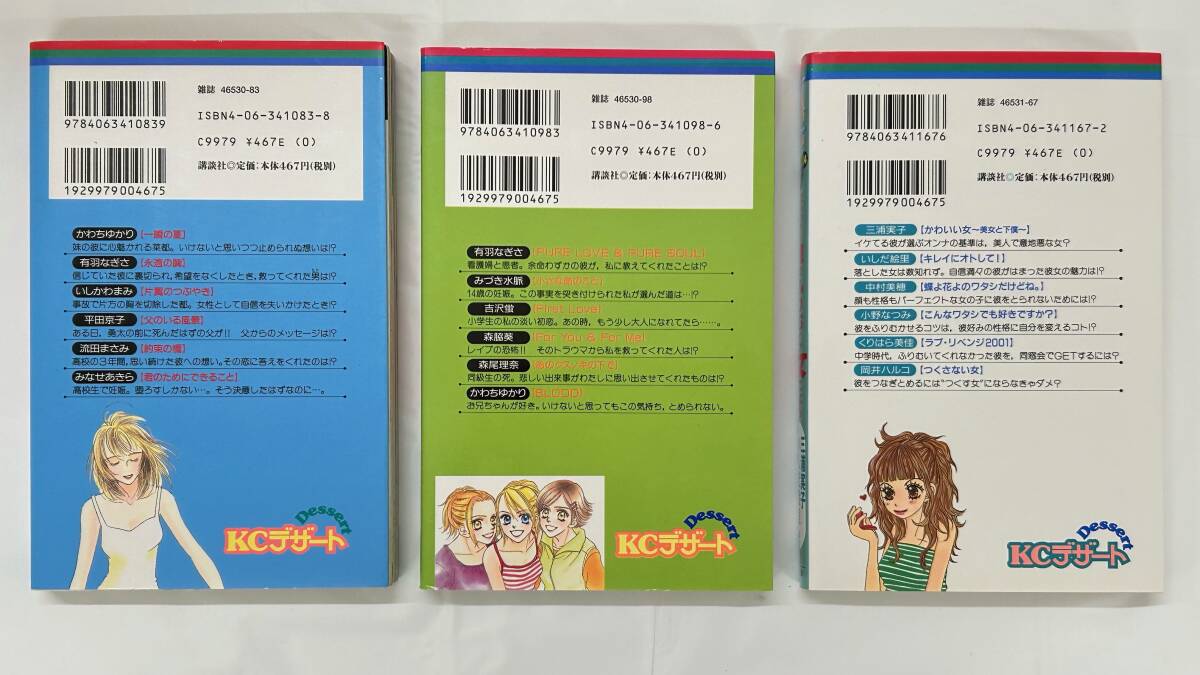 雑誌 46530-83
ISBN4-06-341083-8
9784063410839
C9979 ¥467E (0)
講談社◎定価:本体467円(税別)
1929979004675
かわちゆかり【一瞬の夏】
妹の彼に心魅かれる菜都。いけないと思いつつ止められぬ想いは!?
有羽なぎさ【永遠の翼】
信じていた彼に裏切られ、希望をなくしたとき、救ってくれた男は!?
いしかわまみ【片翼のつぶやき】
事故で片方の胸を切除した都。女性として自信を失いかけたとき!?
平田京子【父のいる風景】
ある日、勇太の前に死んだはずの父が!! 父からのメッセージは!?
流田まさみ【約束の橋】
高校の3年間、思い続けた彼への想い。その恋に答えをくれたのは!?
みなせあきら【君のためにできること】
高校生で妊娠。堕ろすしかない…。そう決意したはずなのに…。
Dessert
KCデザート
雑誌 46530-98
ISBN4-06-341098-6
9784063410983
C9979 ¥467E (0)
講談社◎定価:本体467円(税別)
1929979004675
有羽なぎさ【PURE LOVE & PURE SOUL】
看護婦と患者。余命わずかの彼が、私に教えてくれたことは!?
みづき水脈
14歳の妊娠。この事実を突き付けられた私が選んだ道は…!?
吉沢蛍【First Love】
小学生の私の淡い初恋。あの時、もう少し大人になれてたら……。
森脇葵【For You & For Me】
レイプの恐怖!! そのトラウマから私を救ってくれた人は!?
森尾理奈
同級生の死。悲しい出来事がわたしに思い出させてくれたものは!?
かわちゆかり【BLOOD】
お兄ちゃんが好き。いけないと思ってもこの気持ち、とめられない。
Dessert
KCデザート
雑誌 46531-67
ISBN4-06-341167-2
9784063411676
C9979 ¥467E (0)
講談社◎定価:本体467円(税別)
1929979004675
三浦実子【かわいい女～美女と下僕～】
イケてる彼が選ぶオンナの基準は、美人で意地悪な女?
いしだ絵里【キレイにオトして!】
落とした女は数知れず。自信満々の彼がはまった彼女の魅力は!?
中村美穂【蝶よ花よのワタシだけどね。】
顔も性格もパーフェクトな女の子に彼をとられないためには!?
小野なつみ【こんなワタシでも好きですか?】
彼をふりむかせるコツは、彼好みの性格に自分を変えるコト!?
くりはら美佳【ラブ・リベンジ2001】
中学時代、ふりむいてくれなかった彼を、同窓会でGETするには!?
岡井ハルコ【つくさない女】
彼をつなぎとめるには“つくす女”にならなきゃダメ?
Dessert
KCデザート